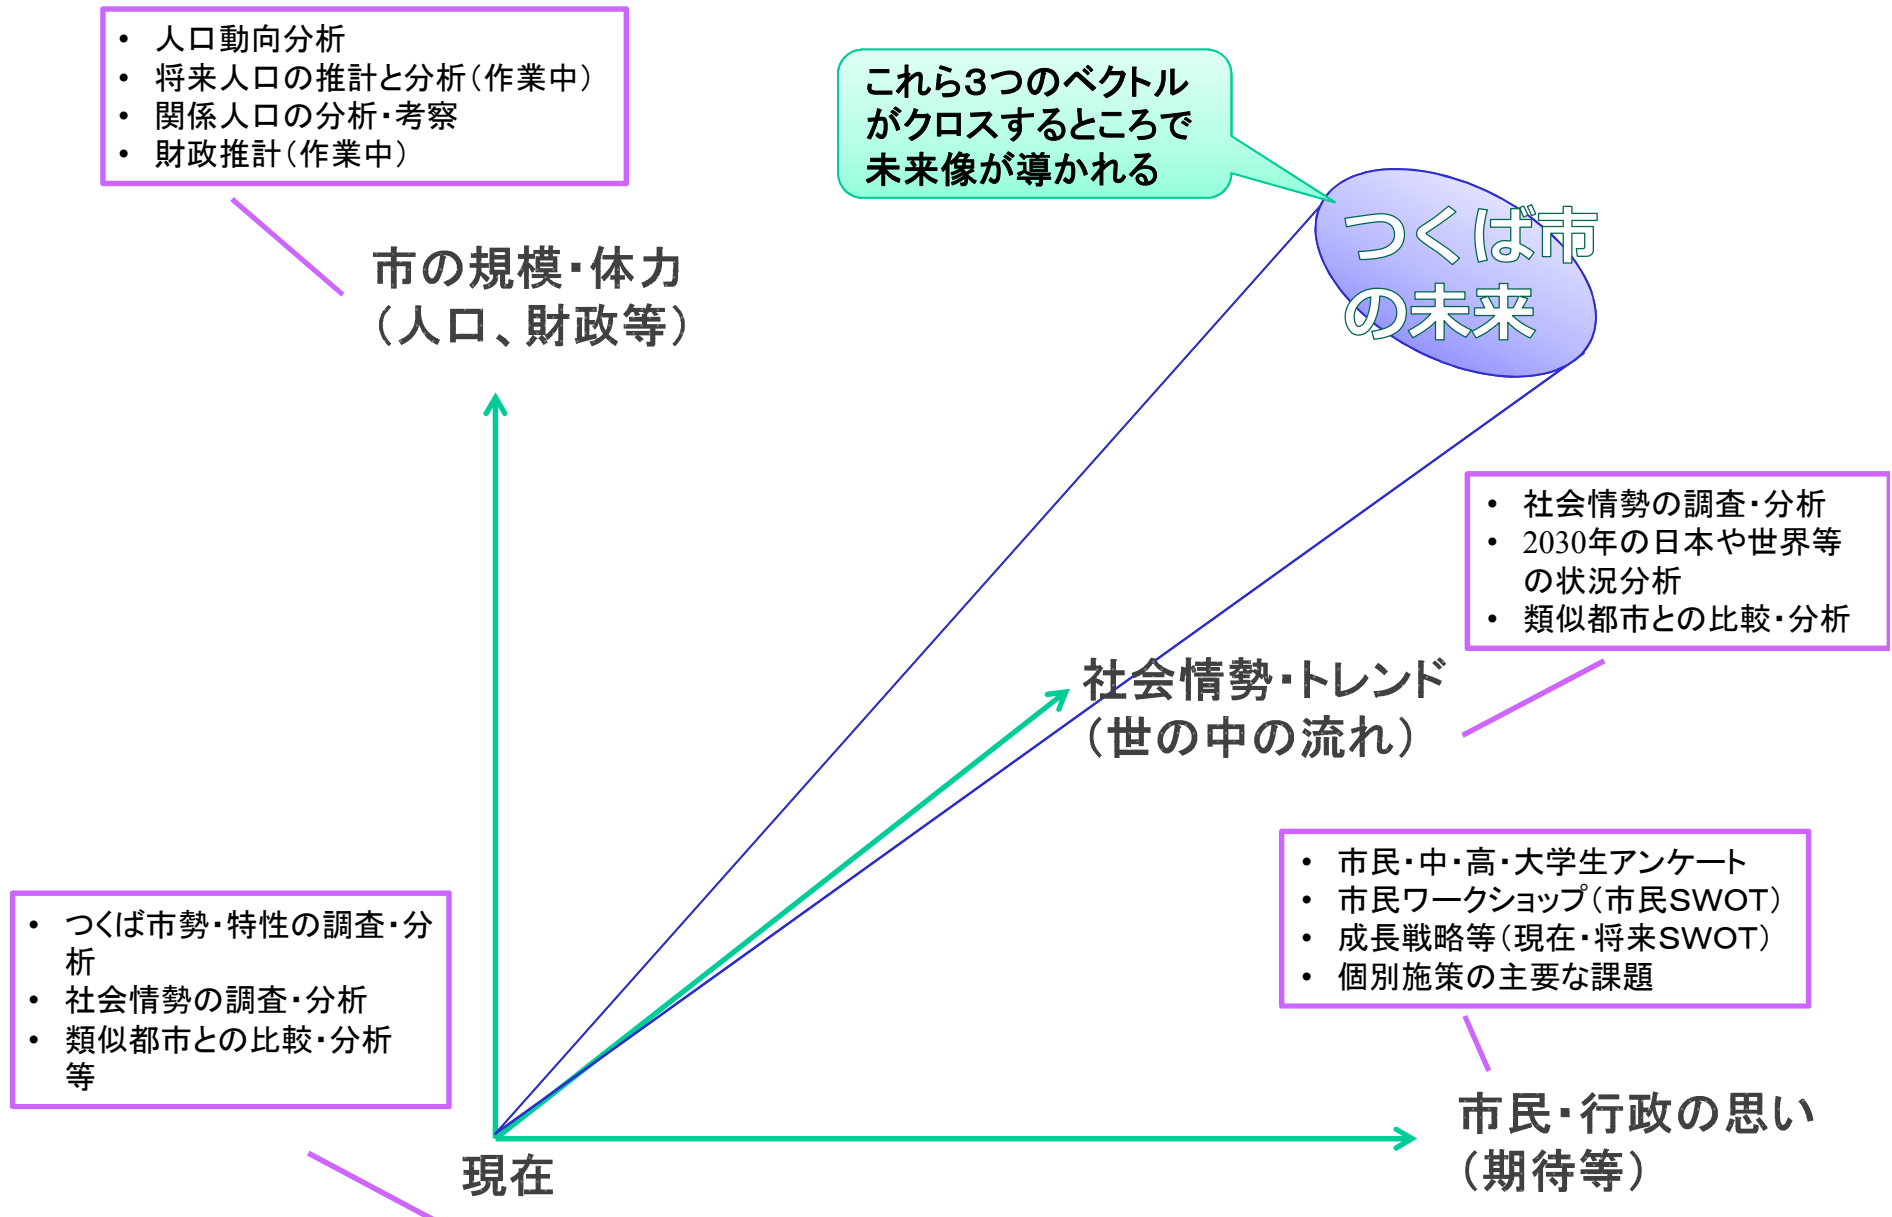 • 人口動向分析
• 将来人口の推計と分析(作業中)
• 関係人口の分析・考察
• 財政推計(作業中)
これら3つのベクトル
がクロスするところで
未来像が導かれる
つくば市
の未来
市の規模・体力
(人口、財政等)
• 社会情勢の調査・分析
• 2030年の日本や世界等
の状況分析
• 類似都市との比較・分析
社会情勢・トレンド
(世の中の流れ)
• 市民・中・高・大学生アンケート
• 市民ワークショップ(市民SWOT)
• 成長戦略等(現在・将来SWOT)
• 個別施策の主要な課題
• つくば市勢・特性の調査・分
析
• 社会情勢の調査・分析
• 類似都市との比較・分析
等
市民・行政の思い
(期待等)
現在